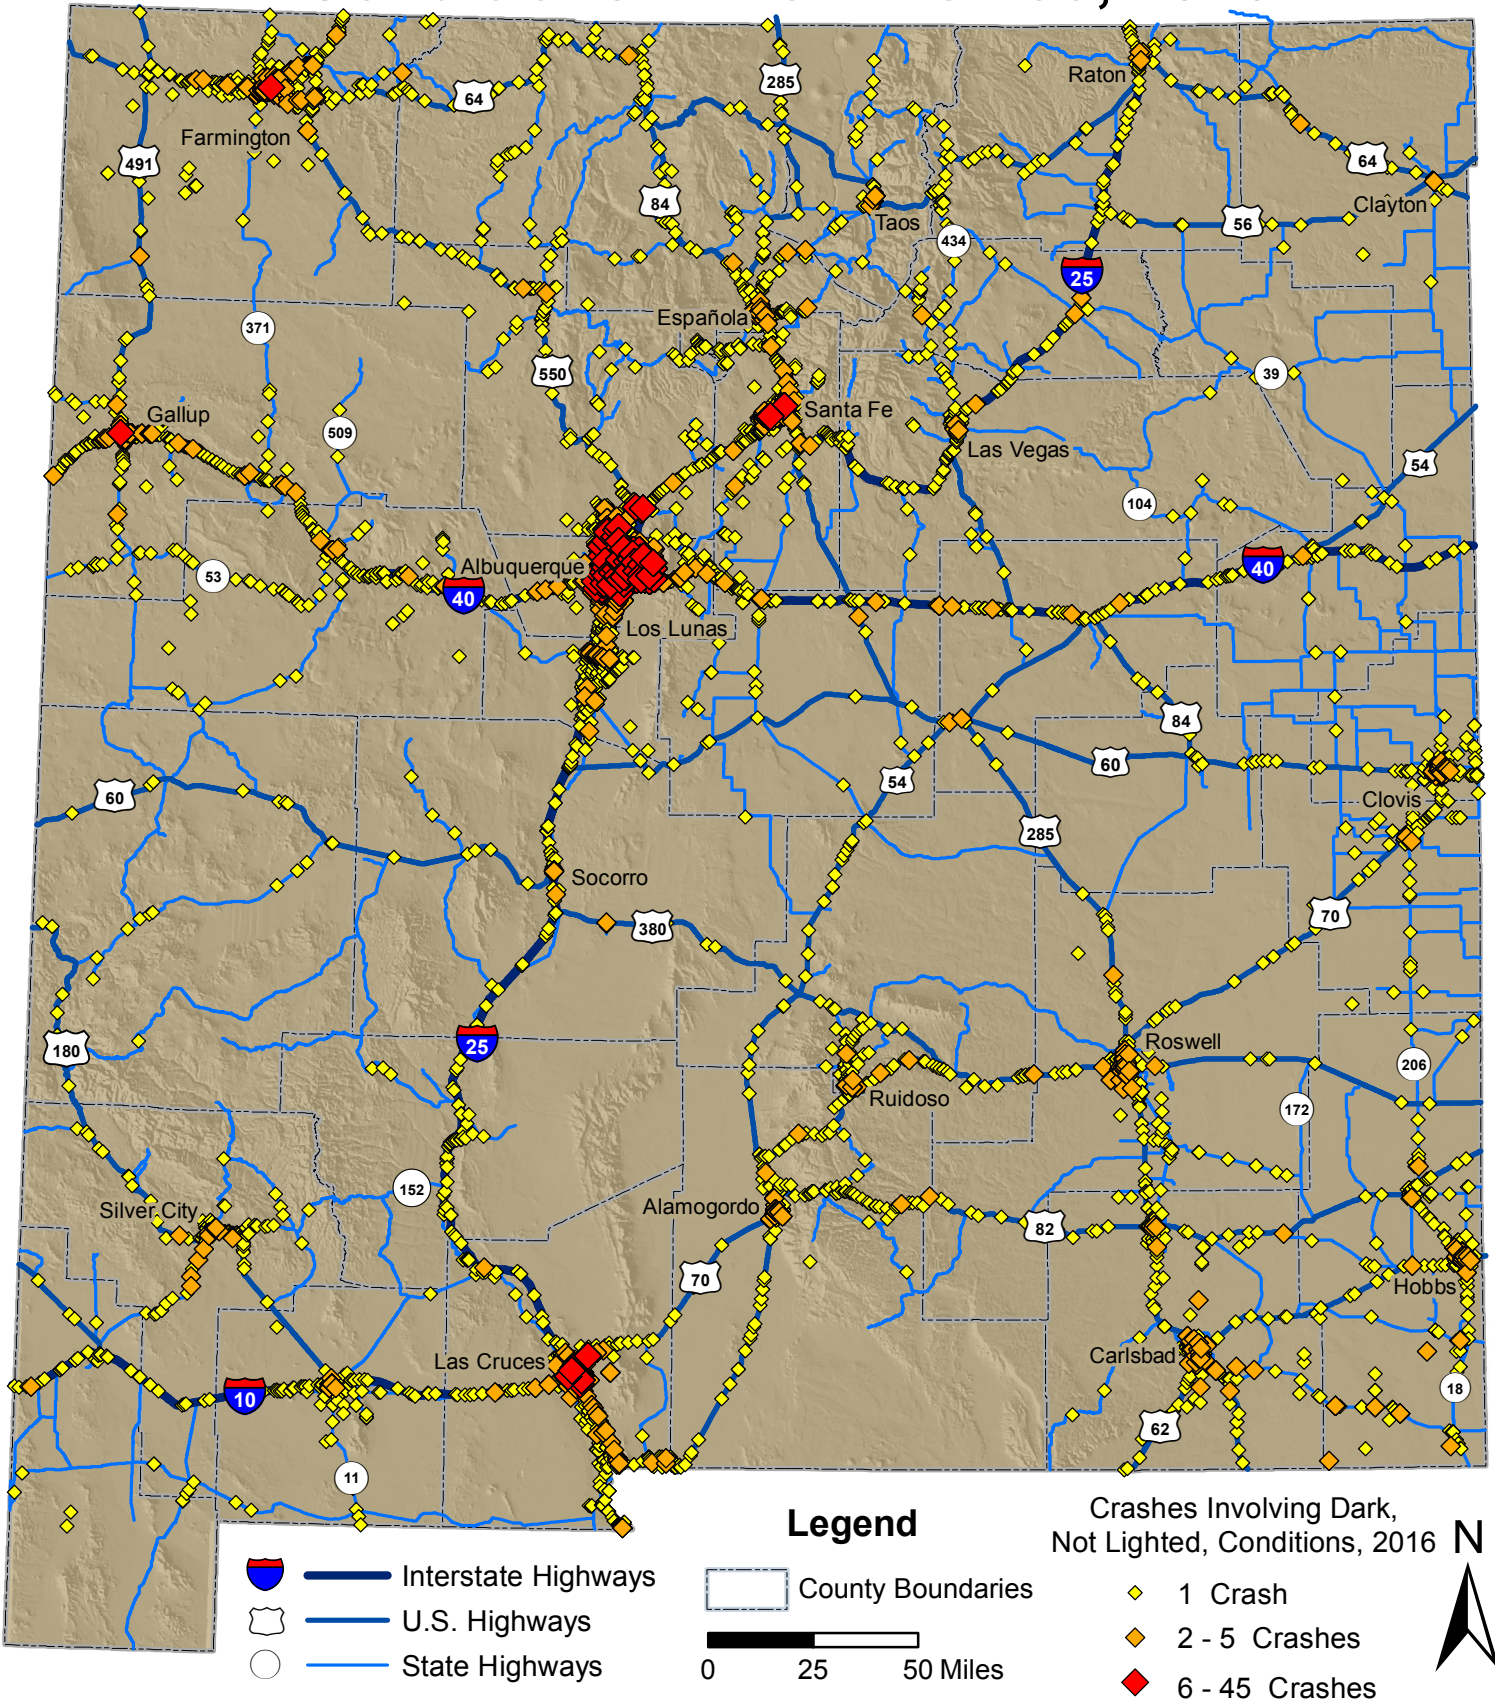 Raton
285
64
Farmington
491
64
84
Clayton
Taos
56
434
25
Española
371
550
39
Gallup
Santa Fe
509
Las Vegas
54
104
Albuquerque
40
53
40
Los Lunas
84
60
54
60
Clovis
285
Socorro
70
380
180
25
Roswell
206
Ruidoso
172
152
Silver City
Alamogordo
82
70
Hobbs
Las Cruces
Carlsbad
10
18
62
11
Legend
Interstate Highways
U.S. Highways
State Highways
County Boundaries
0 25 50 Miles
Crashes Involving Dark,
Not Lighted, Conditions, 2016
1 Crash
2 - 5 Crashes
6 - 45 Crashes
N